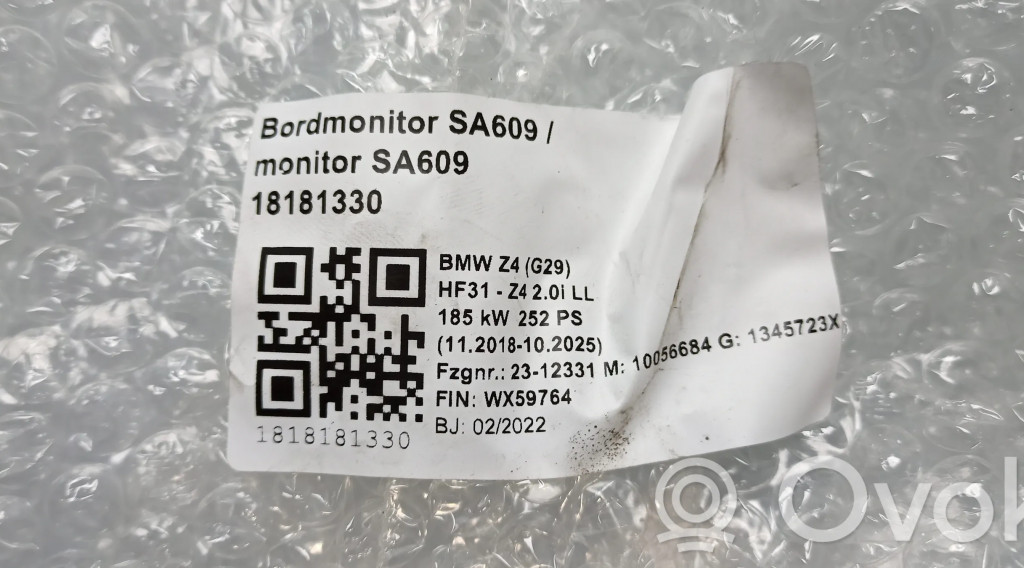 Bordmonitor SA609 /
monitor SA609
18181330
BMW Z4 (G29)
HF31 - Z4 2.0i LL
185 kW 252 PS
(11.2018-10.2025)
Fzgnr.: 23-12331 M: 10056684 G: 1345723X
FIN: WX59764
BJ: 02/2022
1818181330
Ovok